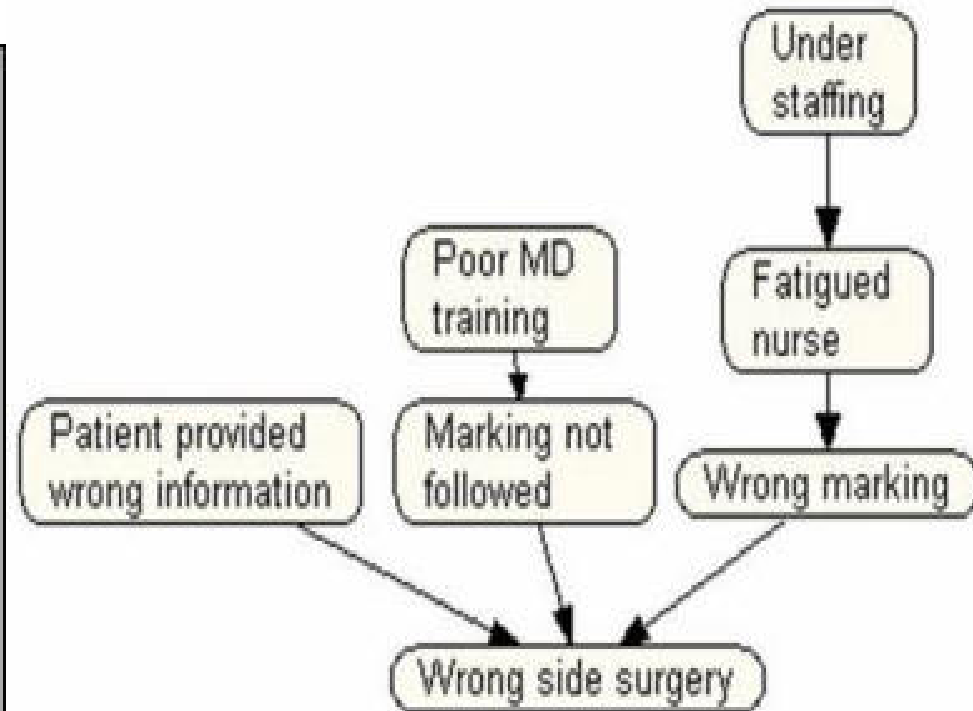 Under
staffing
Poor MD
training
Fatigued
nurse
Patient provided
wrong information
Marking not
followed
Wrong marking
Wrong side surgery